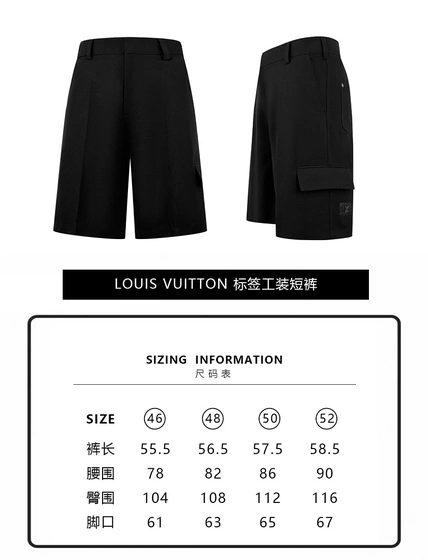 LOUIS VUITTON 标签工装短裤
SIZING INFORMATION
尺码表
SIZE 46 48 50 52
裤长 55.5 56.5 57.5 58.5
腰围 78 82 86 90
臀围 104 108 112 116
脚口 61 63 65 67